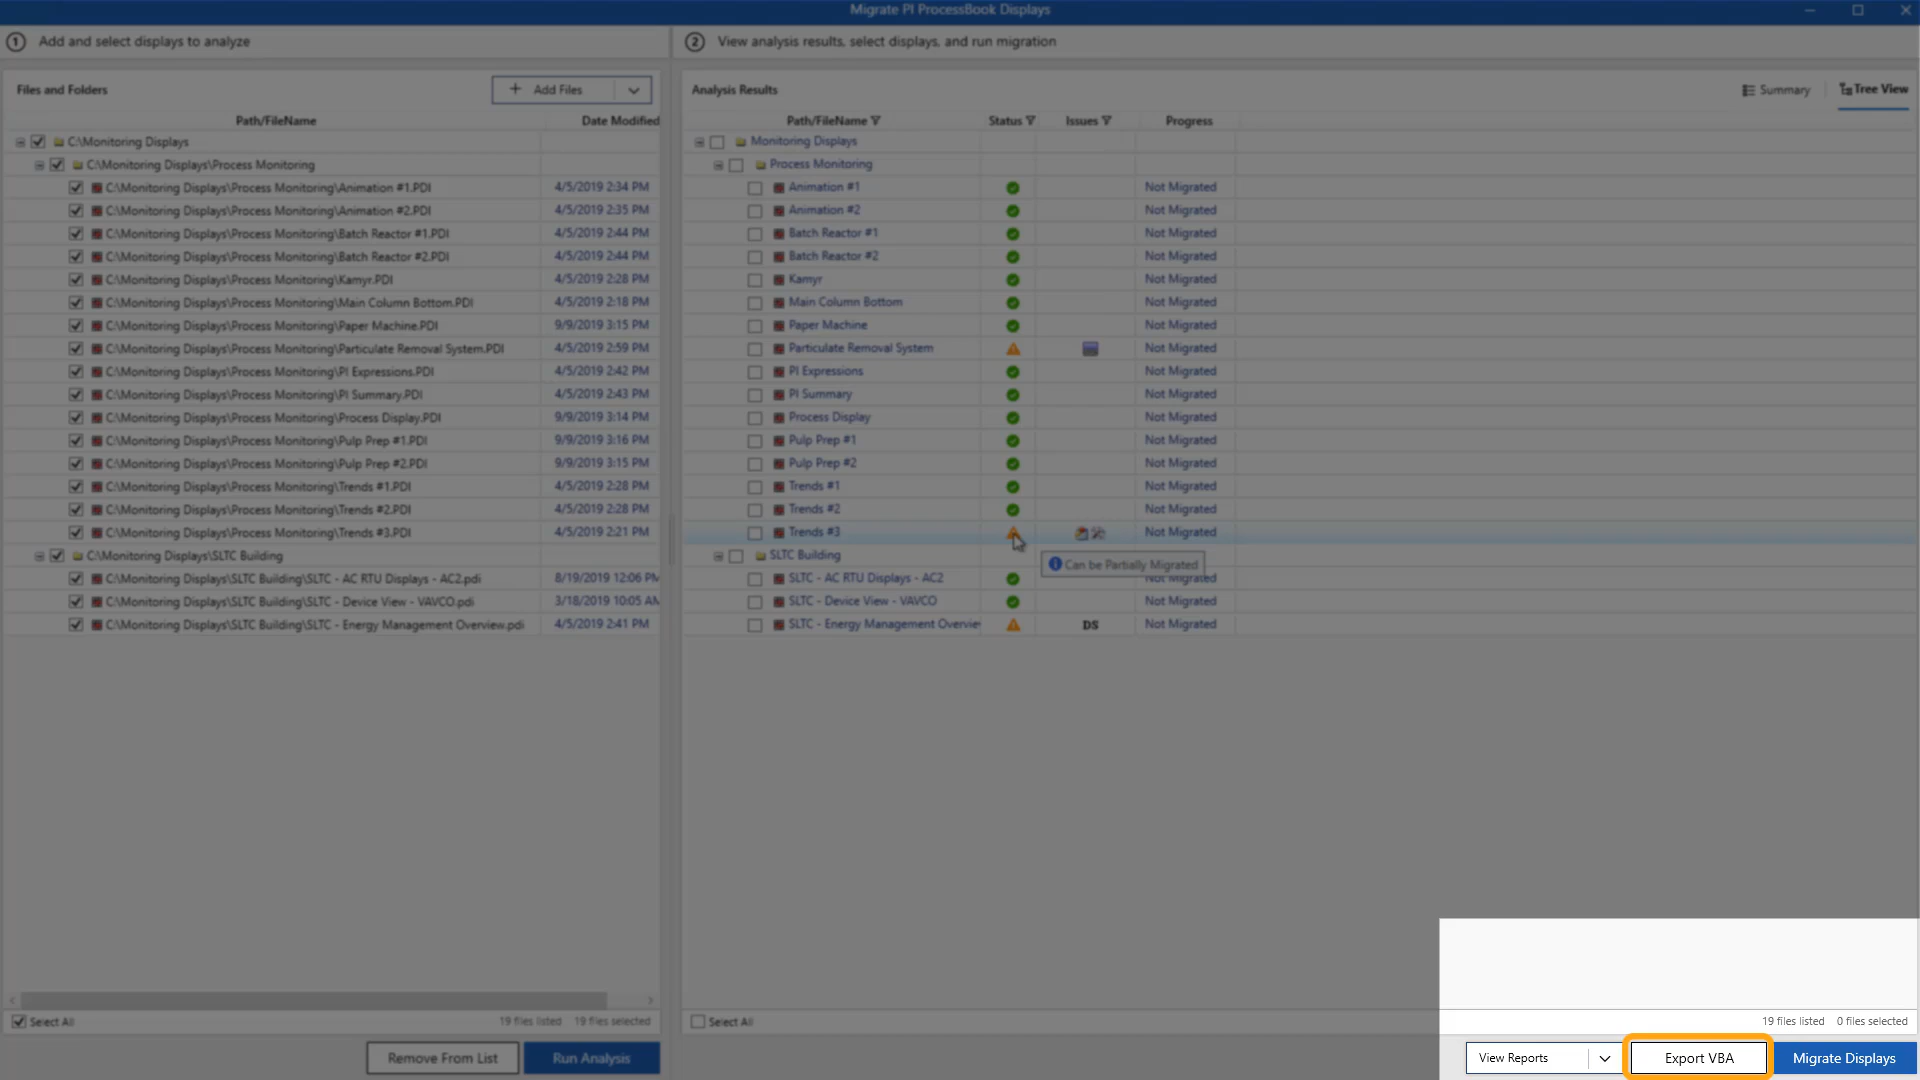 Migrate PI ProcessBook Displays
1 Add and select displays to analyze
2 View analysis results, select displays, and run migration
Files and Folders
+ Add Files
Path/FileName Date Modified
C:\Monitoring Displays
C:\Monitoring Displays\Process Monitoring
C:\Monitoring Displays\Process Monitoring\Animation #1.PDI 4/5/2019 2:34 PM
C:\Monitoring Displays\Process Monitoring\Animation #2.PDI 4/5/2019 2:35 PM
C:\Monitoring Displays\Process Monitoring\Batch Reactor #1.PDI 4/5/2019 2:44 PM
C:\Monitoring Displays\Process Monitoring\Batch Reactor #2.PDI 4/5/2019 2:44 PM
C:\Monitoring Displays\Process Monitoring\Kamyr.PDI 4/5/2019 2:28 PM
C:\Monitoring Displays\Process Monitoring\Main Column Bottom.PDI 4/5/2019 2:18 PM
C:\Monitoring Displays\Process Monitoring\Paper Machine.PDI 9/9/2019 3:15 PM
C:\Monitoring Displays\Process Monitoring\Particulate Removal System.PDI 4/5/2019 2:59 PM
C:\Monitoring Displays\Process Monitoring\PI Expressions.PDI 4/5/2019 2:42 PM
C:\Monitoring Displays\Process Monitoring\PI Summary.PDI 4/5/2019 2:43 PM
C:\Monitoring Displays\Process Monitoring\Process Display.PDI 9/9/2019 3:14 PM
C:\Monitoring Displays\Process Monitoring\Pulp Prep #1.PDI 9/9/2019 3:16 PM
C:\Monitoring Displays\Process Monitoring\Pulp Prep #2.PDI 9/9/2019 3:15 PM
C:\Monitoring Displays\Process Monitoring\Trends #1.PDI 4/5/2019 2:28 PM
C:\Monitoring Displays\Process Monitoring\Trends #2.PDI 4/5/2019 2:28 PM
C:\Monitoring Displays\Process Monitoring\Trends #3.PDI 4/5/2019 2:21 PM
C:\Monitoring Displays\SLTC Building
C:\Monitoring Displays\SLTC Building\SLTC - AC RTU Displays - AC2.pdi 8/19/2019 12:06 PM
C:\Monitoring Displays\SLTC Building\SLTC - Device View - VAVCO.pdi 3/18/2019 10:05 AM
C:\Monitoring Displays\SLTC Building\SLTC - Energy Management Overview.pdi 4/5/2019 2:41 PM
Select All 19 files listed 19 files selected
Remove From List Run Analysis
Analysis Results
Summary Tree View
Path/FileName Status Issues Progress
Monitoring Displays
Process Monitoring
Animation #1 Not Migrated
Animation #2 Not Migrated
Batch Reactor #1 Not Migrated
Batch Reactor #2 Not Migrated
Kamyr Not Migrated
Main Column Bottom Not Migrated
Paper Machine Not Migrated
Particulate Removal System Not Migrated
PI Expressions Not Migrated
PI Summary Not Migrated
Process Display Not Migrated
Pulp Prep #1 Not Migrated
Pulp Prep #2 Not Migrated
Trends #1 Not Migrated
Trends #2 Not Migrated
Trends #3 Not Migrated
SLTC Building
Can be Partially Migrated
SLTC - AC RTU Displays - AC2 Not Migrated
SLTC - Device View - VAVCO Not Migrated
SLTC - Energy Management Overview DS Not Migrated
Select All 19 files listed 0 files selected
View Reports Export VBA Migrate Displays